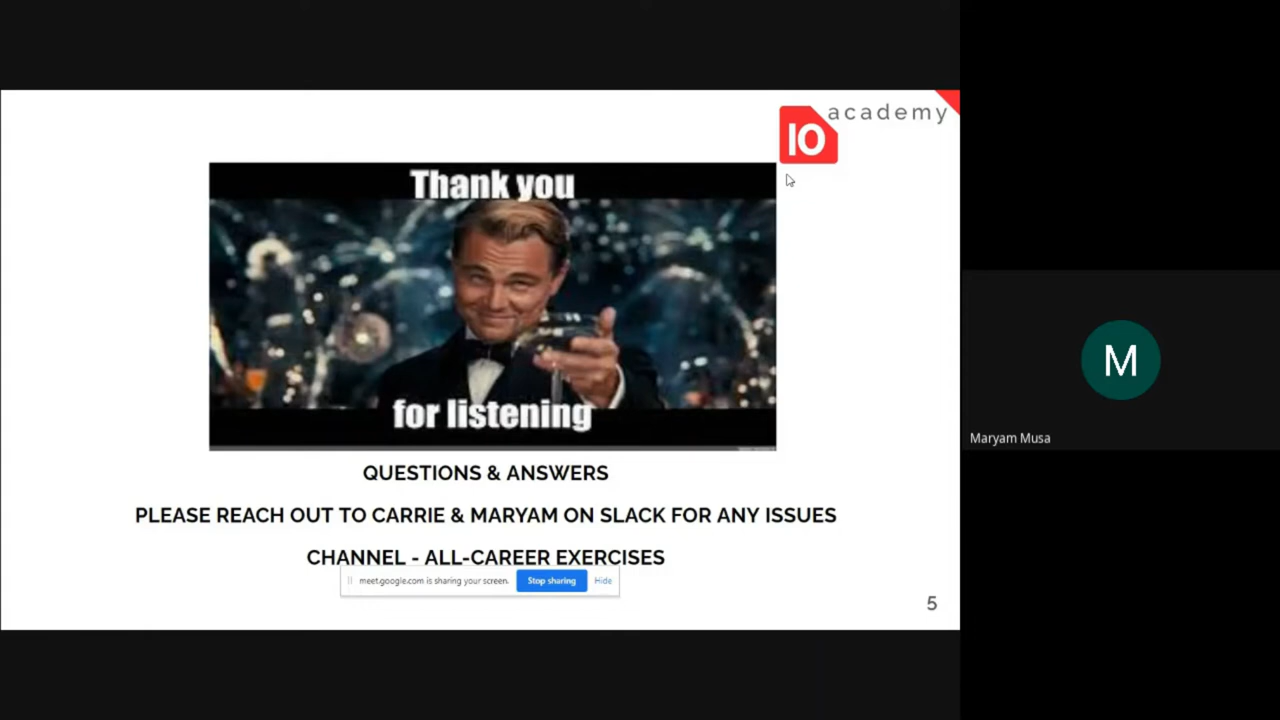 academy
10
Thank you
for listening
QUESTIONS & ANSWERS
PLEASE REACH OUT TO CARRIE & MARYAM ON SLACK FOR ANY ISSUES
CHANNEL - ALL-CAREER EXERCISES
meet.google.com is sharing your screen.
Stop sharing
Hide
5
M
Maryam Musa